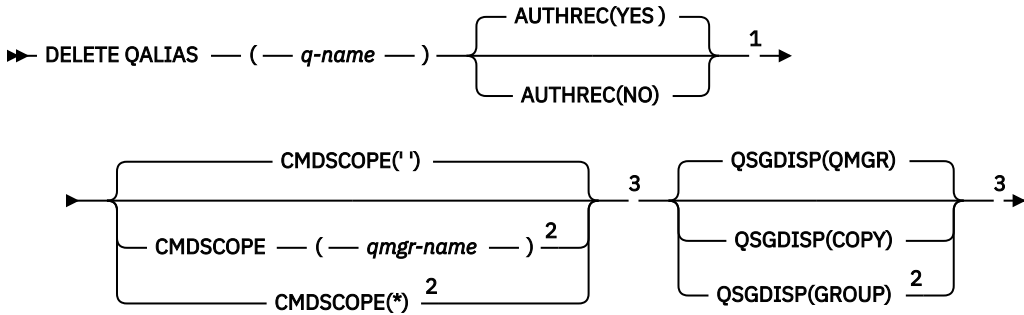 AUTHREC(YES )
DELETE QALIAS ( q-name ) 1
AUTHREC(NO)
CMDSCOPE(' ') QSGDISP(QMGR)
3 3
CMDSCOPE ( qmgr-name ) 2 QSGDISP(COPY)
CMDSCOPE(*) 2 QSGDISP(GROUP) 2